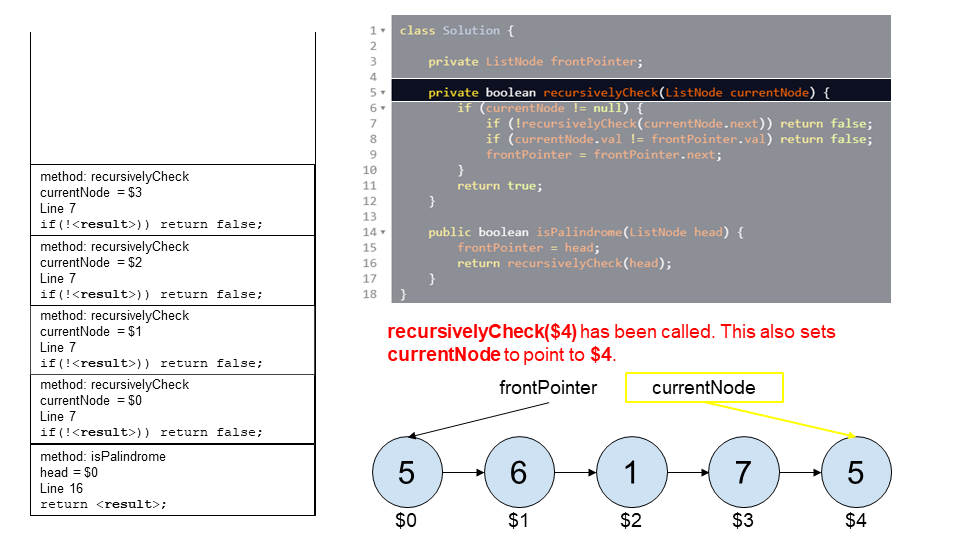 method: recursivelyCheck
currentNode = $3
Line 7
if(!<result>)) return false;
method: recursivelyCheck
currentNode = $2
Line 7
if(!<result>)) return false;
method: recursivelyCheck
currentNode = $1
Line 7
if(!<result>)) return false;
method: recursivelyCheck
currentNode = $0
Line 7
if(!<result>)) return false;
method: isPalindrome
head = $0
Line 16
return <result>;
1 class Solution {
2
3 private ListNode frontPointer;
4
5 private boolean recursivelyCheck(ListNode currentNode) {
6 if (currentNode != null) {
7 if (!recursivelyCheck(currentNode.next)) return false;
8 if (currentNode.val != frontPointer.val) return false;
9 frontPointer = frontPointer.next;
10 }
11 return true;
12 }
13
14 public boolean isPalindrome(ListNode head) {
15 frontPointer = head;
16 return recursivelyCheck(head);
17 }
18 }
recursivelyCheck($4) has been called. This also sets
currentNode to point to $4.
frontPointer currentNode
5 6 1 7 5
$0 $1 $2 $3 $4